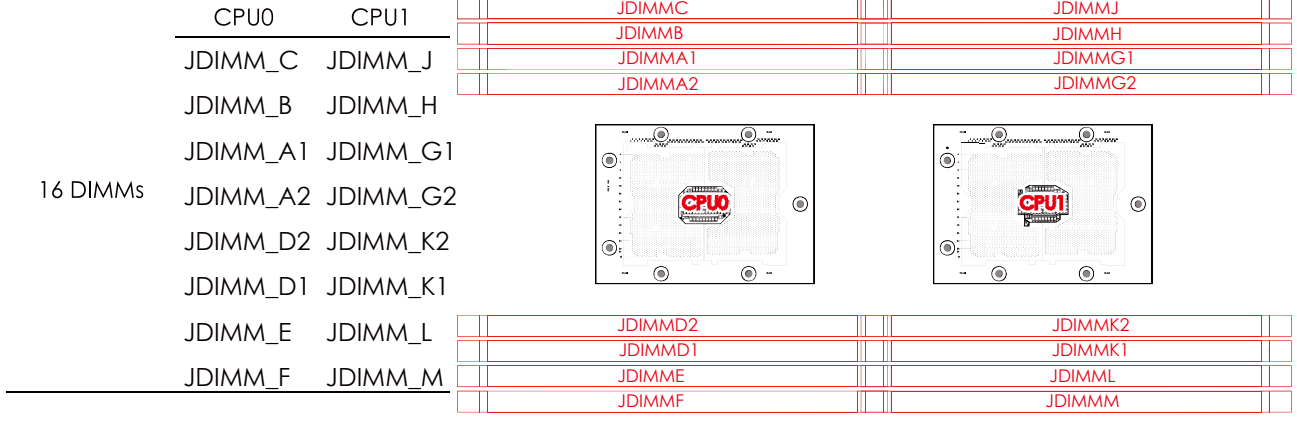 CPU0 CPU1
JDIMM_C JDIMM_J
JDIMM_B JDIMM_H
JDIMM_A1 JDIMM_G1
16 DIMMs JDIMM_A2 JDIMM_G2
JDIMM_D2 JDIMM_K2
JDIMM_D1 JDIMM_K1
JDIMM_E JDIMM_L
JDIMM_F JDIMM_M
JDIMMC JDIMMJ
JDIMMB JDIMMH
JDIMMA1 JDIMMG1
JDIMMA2 JDIMMG2
CPU0 CPU1
JDIMMD2 JDIMMK2
JDIMMD1 JDIMMK1
JDIMME JDIMML
JDIMMF JDIMMM